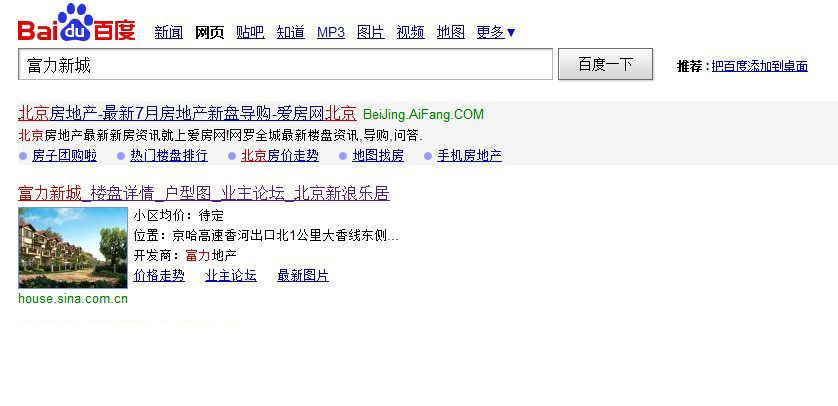 Bai du 百度 新闻 网页 贴吧 知道 MP3 图片 视频 地图 更多▼
富力新城 百度一下 推荐：把百度添加到桌面
北京房地产-最新7月房地产新盘导购-爱房网北京 BeiJing.AiFang.COM
北京房地产最新新房资讯就上爱房网!网罗全城最新楼盘资讯,导购,问答.
房子团购啦 热门楼盘排行 北京房价走势 地图找房 手机房地产
富力新城_楼盘详情_户型图_业主论坛_北京新浪乐居
小区均价：待定
位置：京哈高速香河出口北1公里大香线东侧...
开发商：富力地产
价格走势 业主论坛 最新图片
house.sina.com.cn